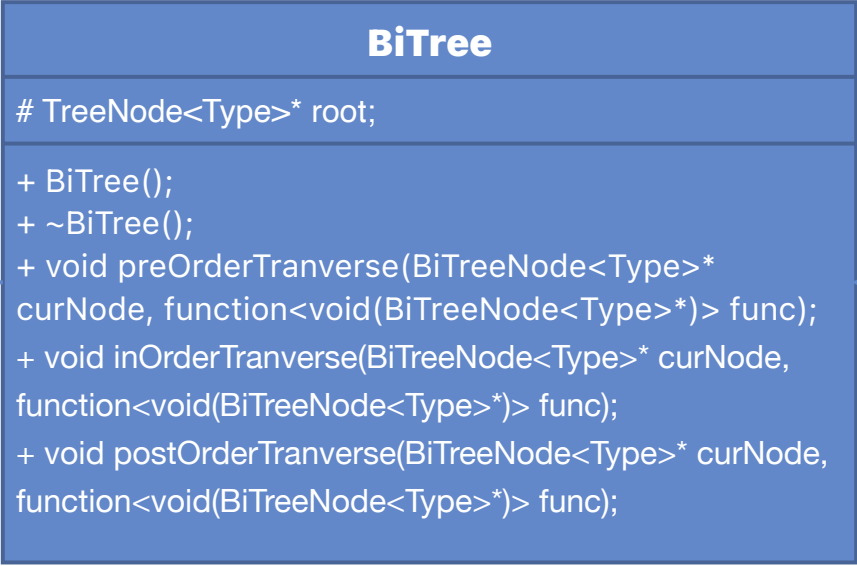 BiTree
# TreeNode<Type>* root;
+ BiTree();
+ ~BiTree();
+ void preOrderTranverse(BiTreeNode<Type>*
curNode, function<void(BiTreeNode<Type>*)> func);
+ void inOrderTranverse(BiTreeNode<Type>* curNode,
function<void(BiTreeNode<Type>*)> func);
+ void postOrderTranverse(BiTreeNode<Type>* curNode,
function<void(BiTreeNode<Type>*)> func);